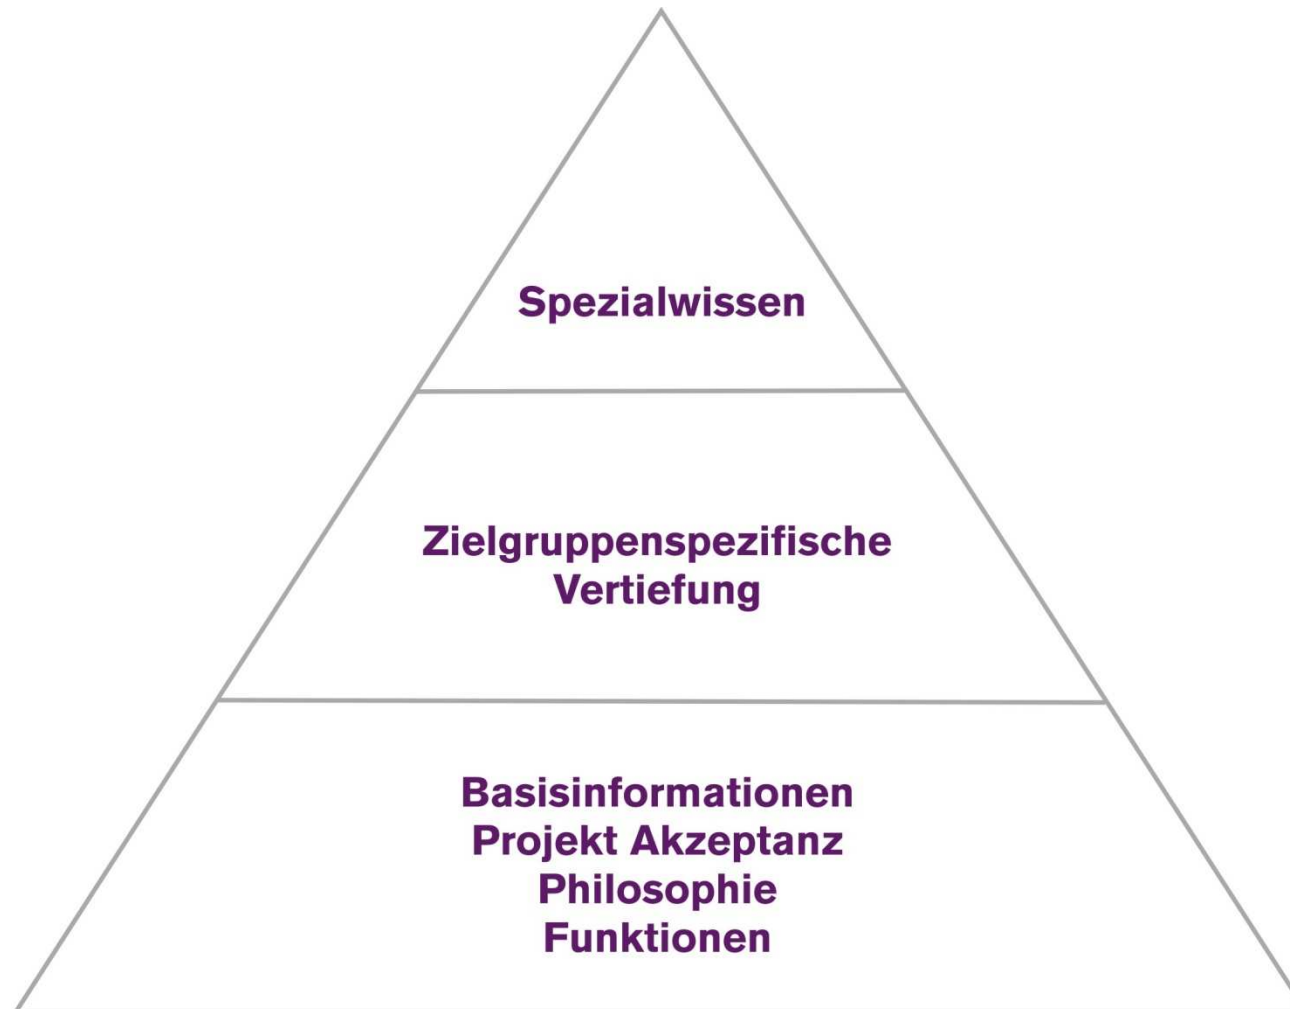 Spezialwissen
Zielgruppenspezifische
Vertiefung
Basisinformationen
Projekt Akzeptanz
Philosophie
Funktionen